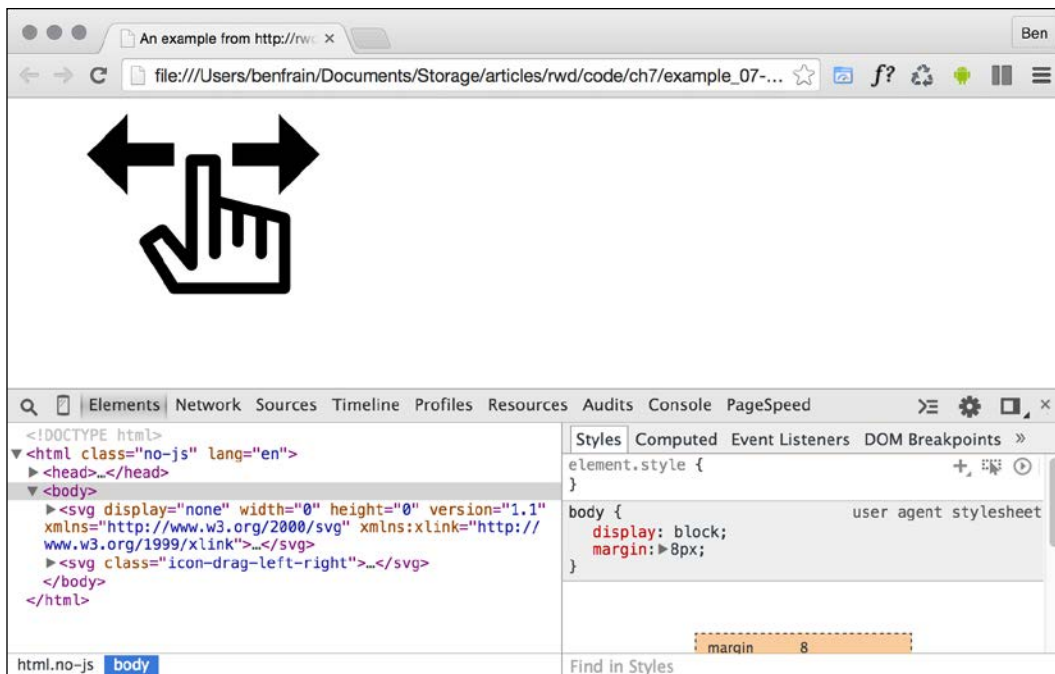 An example from http://rwc ×
Ben
file:///Users/benfrain/Documents/Storage/articles/rwd/code/ch7/example_07-...
f?
Elements Network Sources Timeline Profiles Resources Audits Console PageSpeed
<!DOCTYPE html>
▼<html class="no-js" lang="en">
▶<head>…</head>
▼<body>
▶<svg display="none" width="0" height="0" version="1.1"
xmlns="http://www.w3.org/2000/svg" xmlns:xlink="http://
www.w3.org/1999/xlink">…</svg>
▶<svg class="icon-drag-left-right">…</svg>
</body>
</html>
html.no-js body
Styles Computed Event Listeners DOM Breakpoints »
element.style {
}
body { user agent stylesheet
display: block;
margin:▶8px;
}
margin 8
Find in Styles